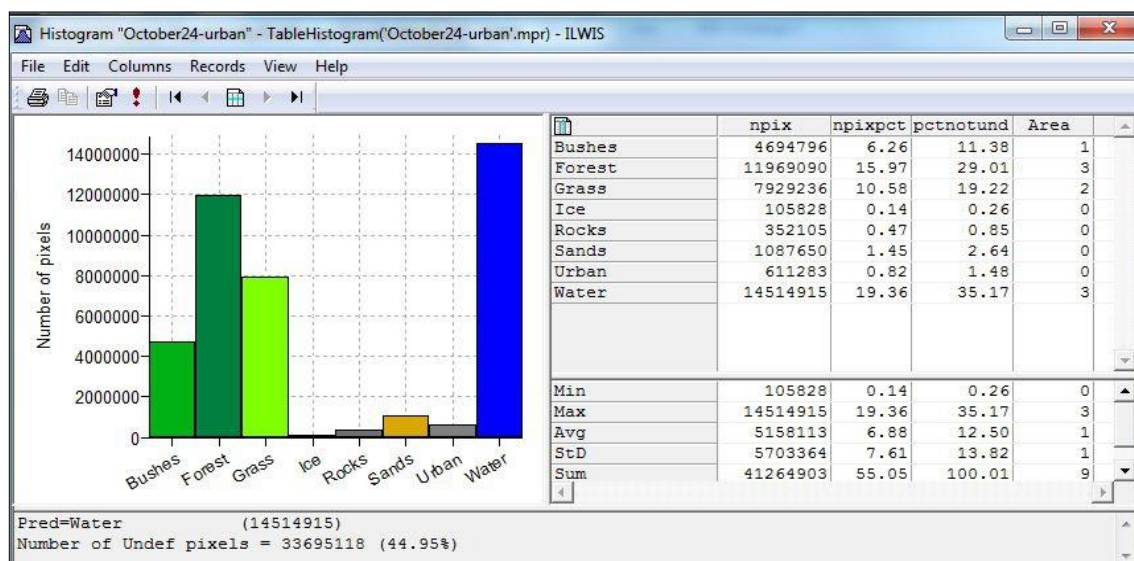 Histogram "October24-urban" - TableHistogram('October24-urban'.mpr) - ILWIS
File Edit Columns Records View Help
Number of pixels
14000000
12000000
10000000
8000000
6000000
4000000
2000000
0
Bushes Forest Grass Ice Rocks Sands Urban Water
npix npixpct pctnotund Area
Bushes 4694796 6.26 11.38 1
Forest 11969090 15.97 29.01 3
Grass 7929236 10.58 19.22 2
Ice 105828 0.14 0.26 0
Rocks 352105 0.47 0.85 0
Sands 1087650 1.45 2.64 0
Urban 611283 0.82 1.48 0
Water 14514915 19.36 35.17 3
Min 105828 0.14 0.26 0
Max 14514915 19.36 35.17 3
Avg 5158113 6.88 12.50 1
StD 5703364 7.61 13.82 1
Sum 41264903 55.05 100.01 9
Pred=Water (14514915)
Number of Undef pixels = 33695118 (44.95%)